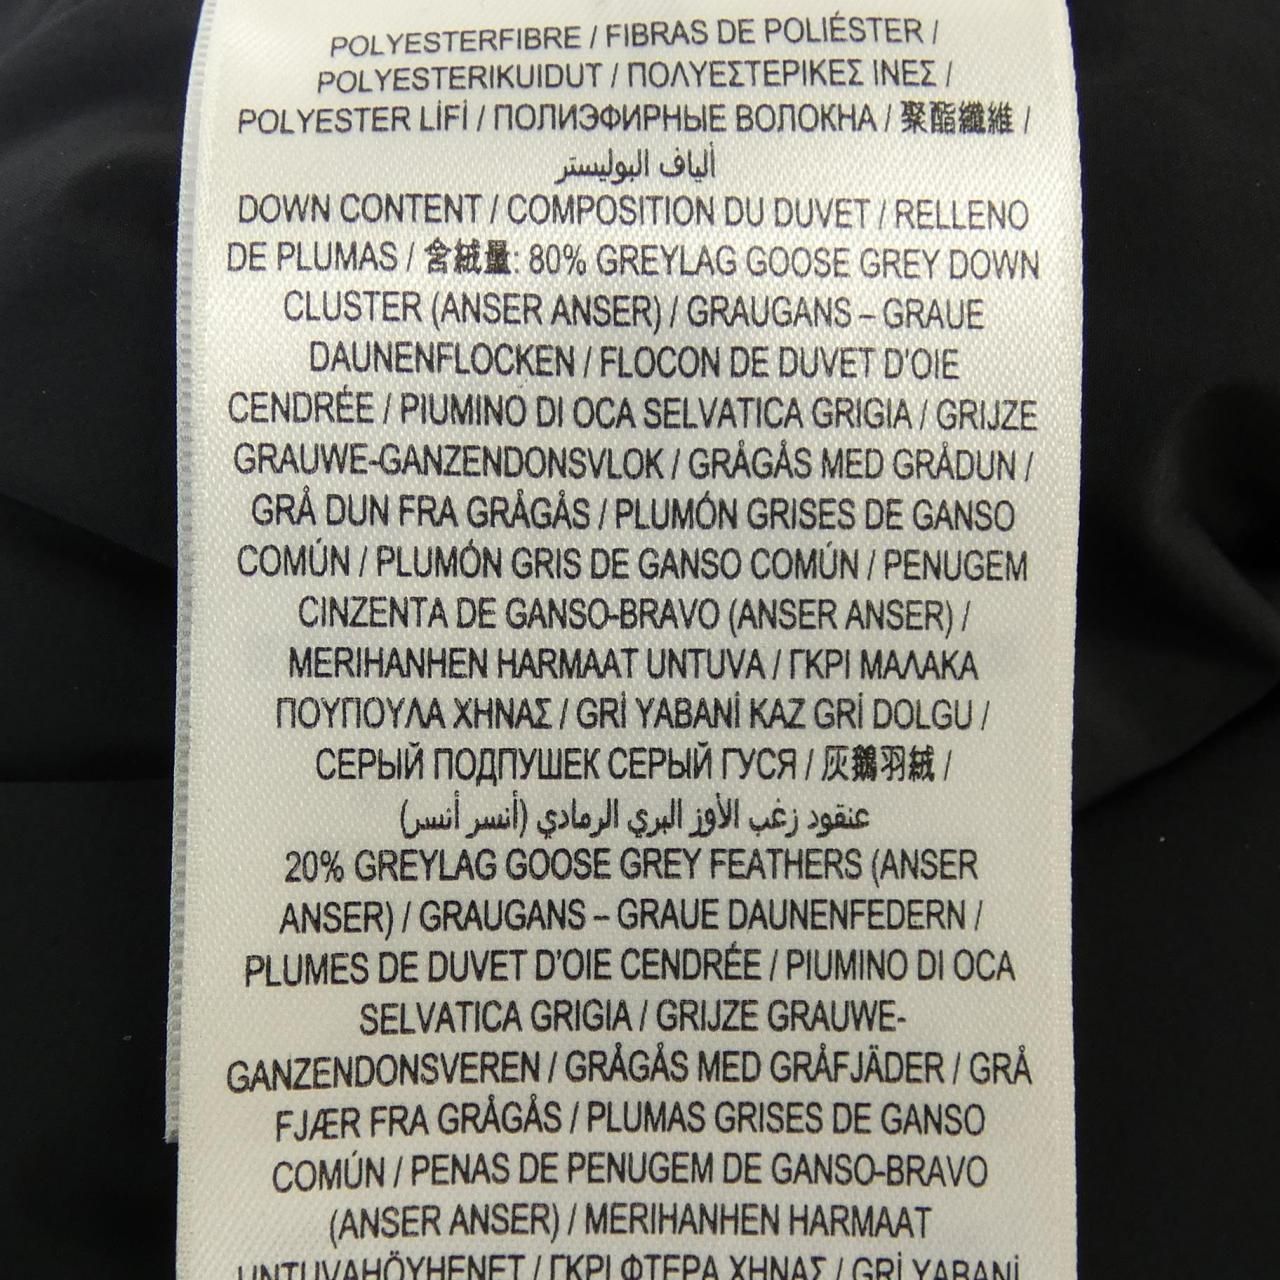 POLYESTERFIBRE / FIBRAS DE POLIÉSTER /
POLYESTERIKUIDUT / ΠΟΛΥΕΣΤΕΡΙΚΕΣ ΙΝΕΣ /
POLYESTER LİFİ / ПОЛИЭФИРНЫЕ ВОЛОКНА / 聚酯纖維 /
ألياف البوليستر
DOWN CONTENT / COMPOSITION DU DUVET / RELLENO
DE PLUMAS / 含絨量: 80% GREYLAG GOOSE GREY DOWN
CLUSTER (ANSER ANSER) / GRAUGANS – GRAUE
DAUNENFLOCKEN / FLOCON DE DUVET D'OIE
CENDRÉE / PIUMINO DI OCA SELVATICA GRIGIA / GRIJZE
GRAUWE-GANZENDONSVLOK / GRÅGÅS MED GRÅDUN /
GRÅ DUN FRA GRÅGÅS / PLUMÓN GRISES DE GANSO
COMÚN / PLUMÓN GRIS DE GANSO COMÚN / PENUGEM
CINZENTA DE GANSO-BRAVO (ANSER ANSER) /
MERIHANHEN HARMAAT UNTUVA / ΓΚΡΙ ΜΑΛΑΚΑ
ΠΟΥΠΟΥΛΑ ΧΗΝΑΣ / GRİ YABANİ KAZ GRİ DOLGU /
СЕРЫЙ ПОДПУШЕК СЕРЫЙ ГУСЯ / 灰鵝羽絨 /
عنقود زغب الأوز البري الرمادي (أنسر أنسر)
20% GREYLAG GOOSE GREY FEATHERS (ANSER
ANSER) / GRAUGANS – GRAUE DAUNENFEDERN /
PLUMES DE DUVET D'OIE CENDRÉE / PIUMINO DI OCA
SELVATICA GRIGIA / GRIJZE GRAUWE-
GANZENDONSVEREN / GRÅGÅS MED GRÅFJÄDER / GRÅ
FJÆR FRA GRÅGÅS / PLUMAS GRISES DE GANSO
COMÚN / PENAS DE PENUGEM DE GANSO-BRAVO
(ANSER ANSER) / MERIHANHEN HARMAAT
UNTUVAHÖYHENET / ΓΚΡΙ ΦΤΕΡΑ ΧΗΝΑΣ / GRİ YABANİ